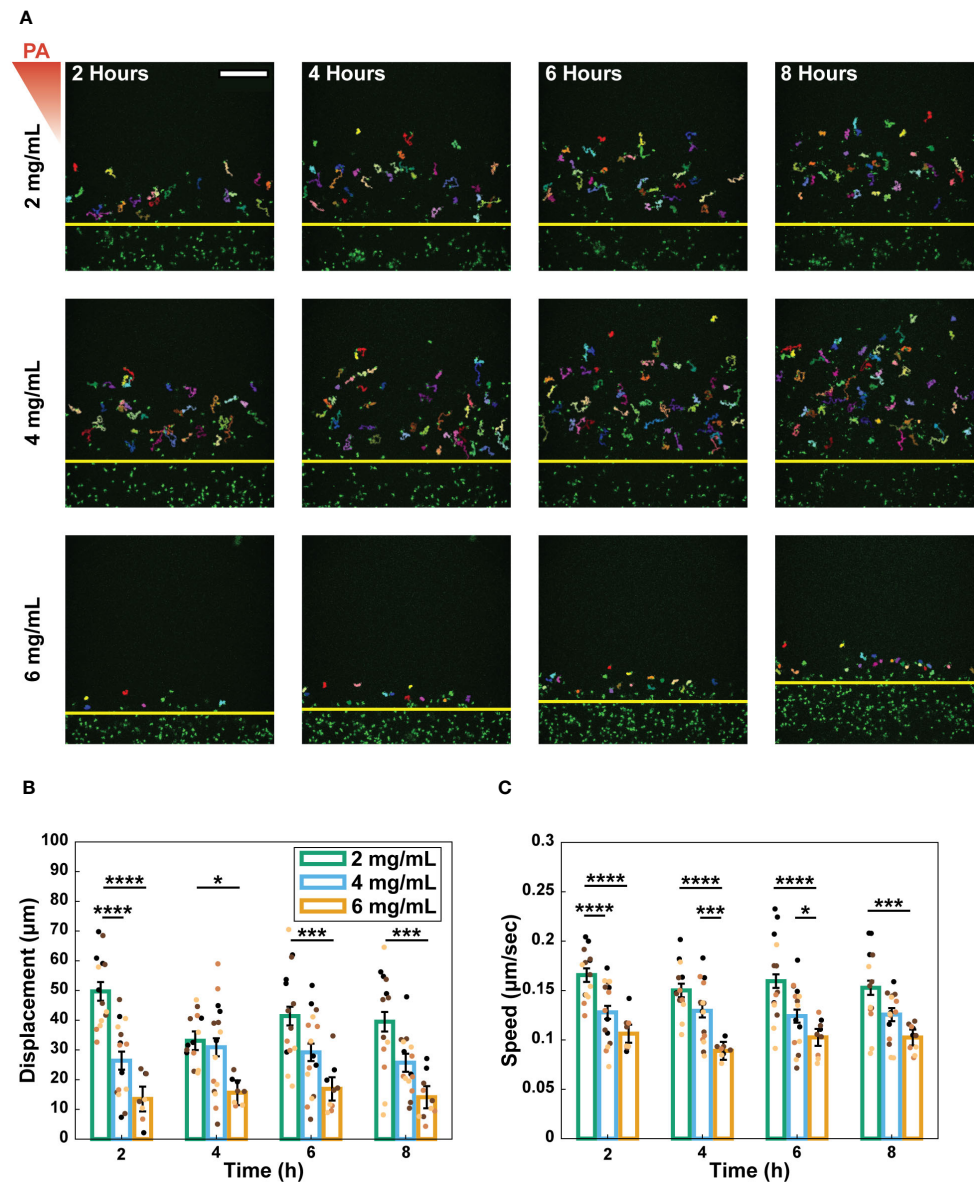 A
PA
2 Hours
4 Hours
6 Hours
8 Hours
2 mg/mL
4 mg/mL
6 mg/mL
B
C
Displacement (µm)
100
90
80
70
60
50
40
30
20
10
0
2 mg/mL
4 mg/mL
6 mg/mL
****
****
*
***
***
2
4
6
8
Time (h)
Speed (µm/sec)
0.3
0.25
0.2
0.15
0.1
0.05
0
****
****
****
***
****
*
***
2
4
6
8
Time (h)